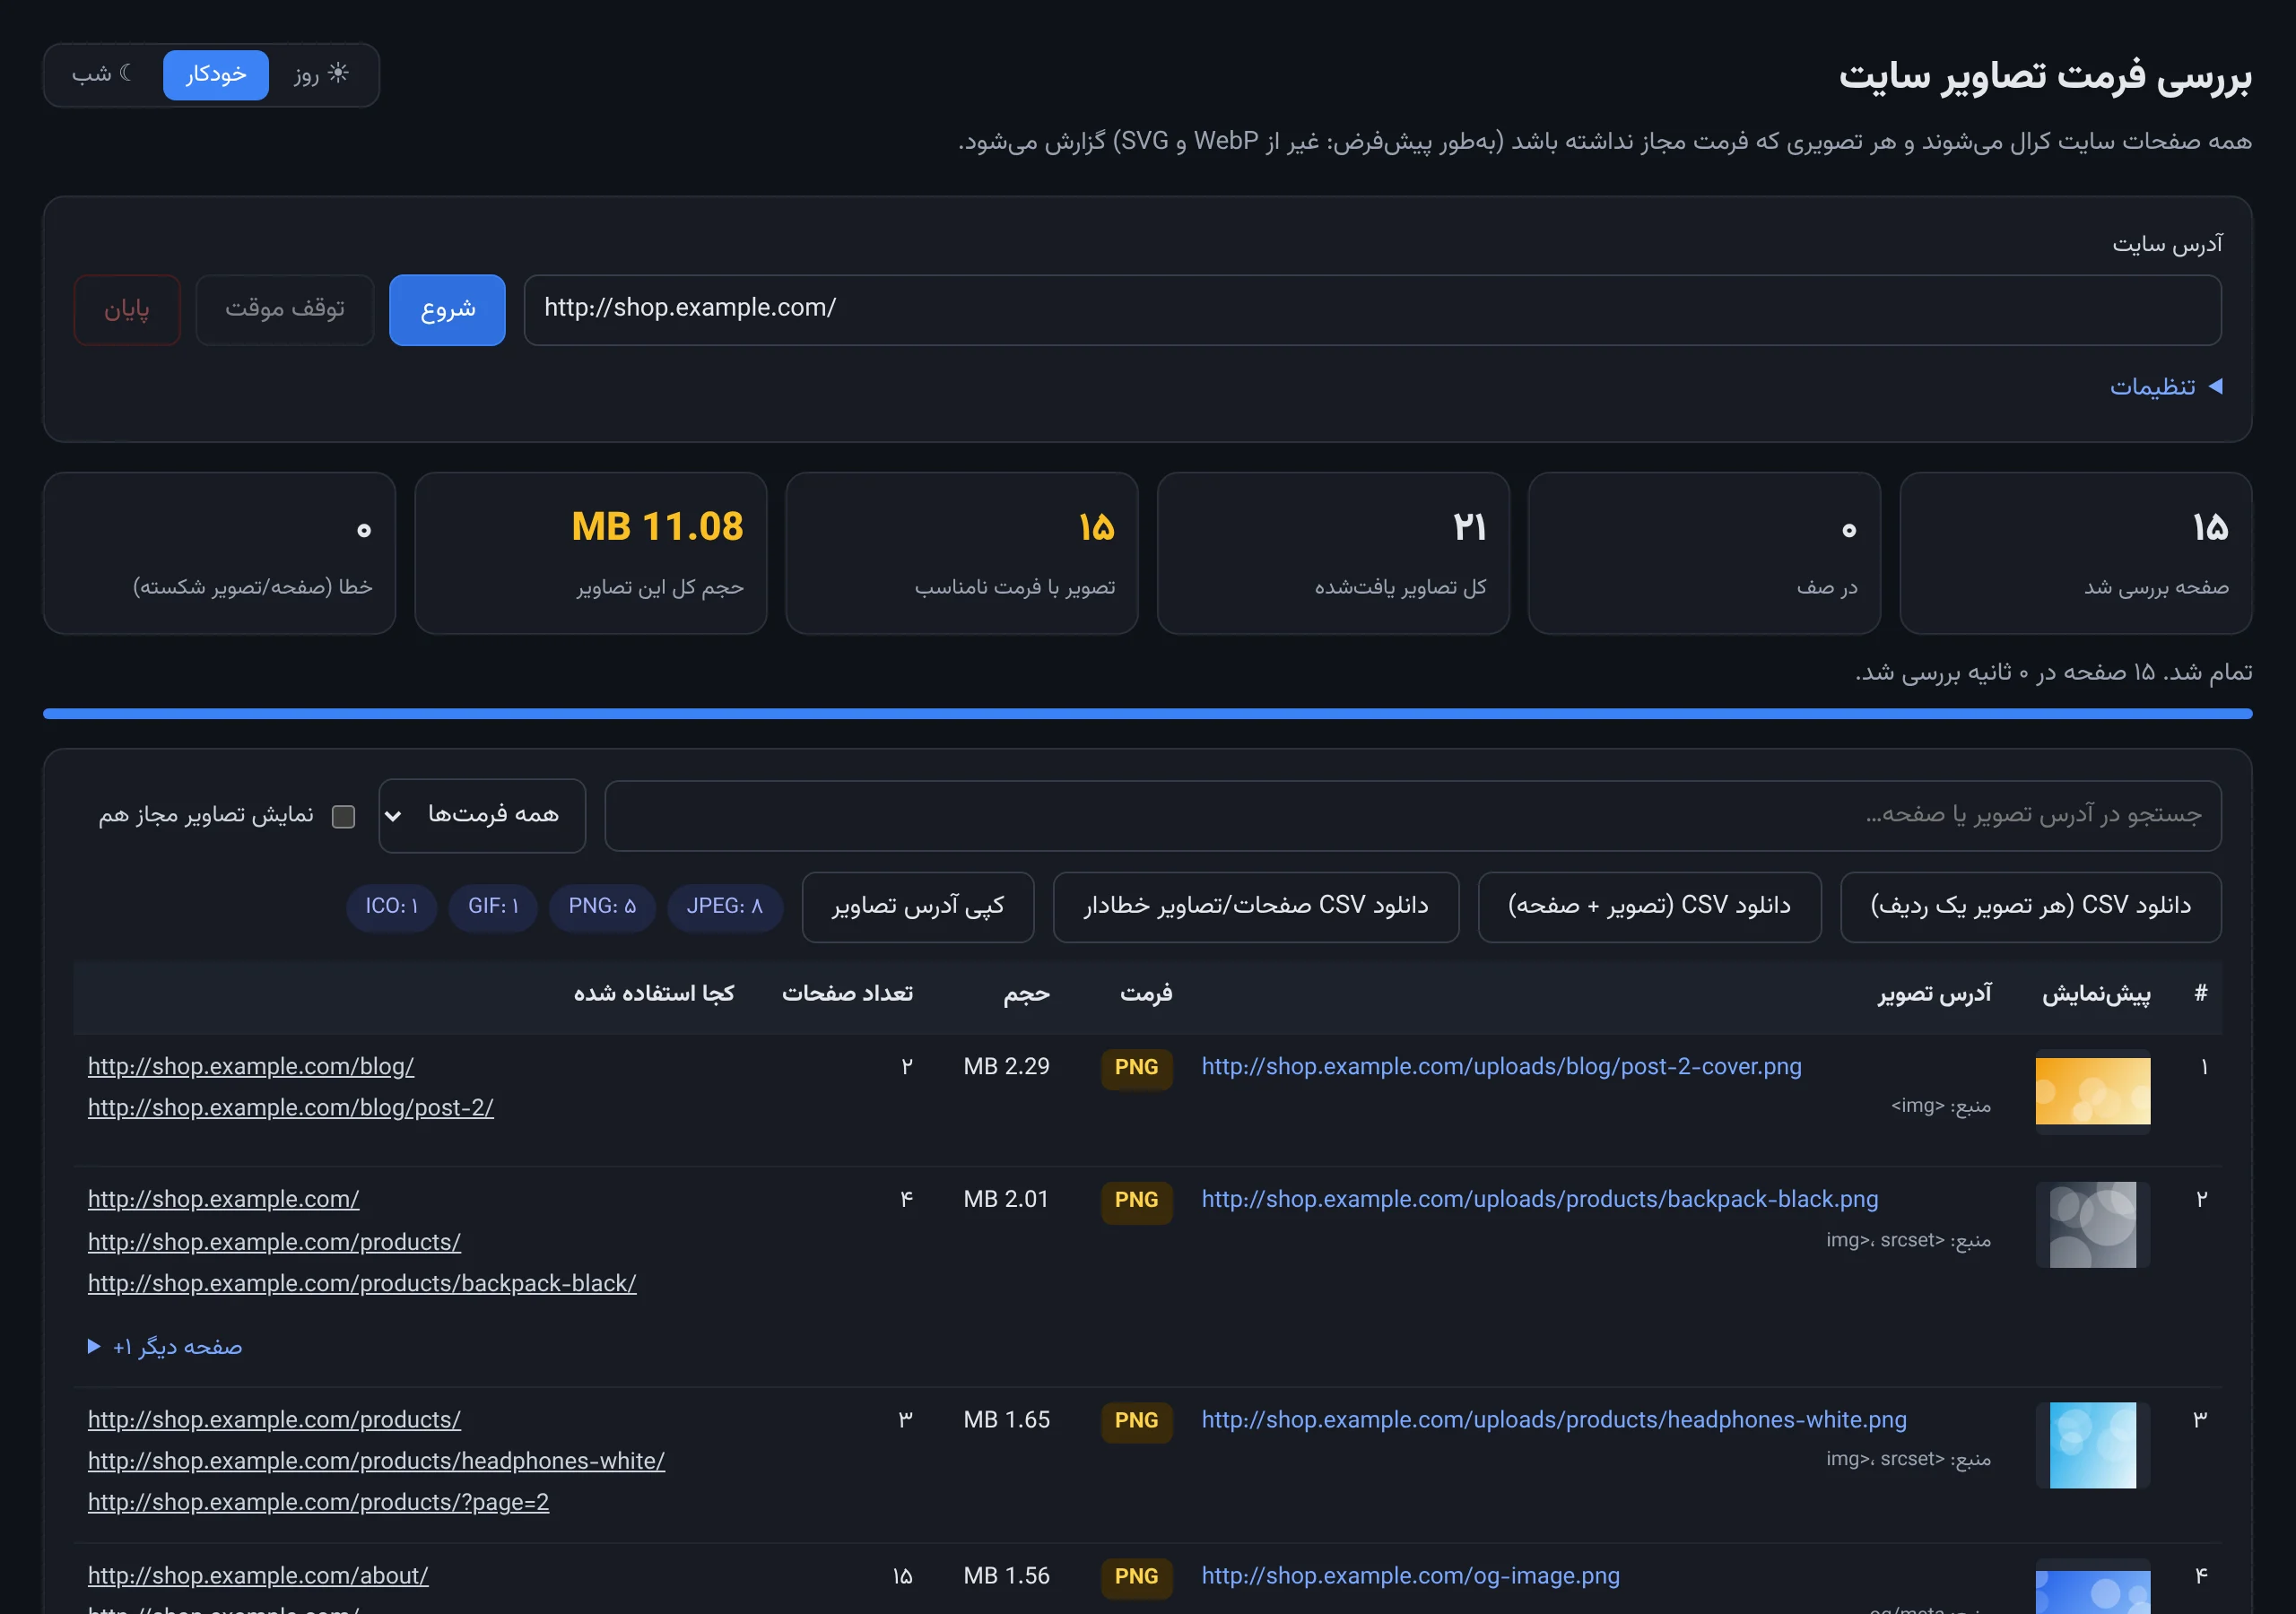 بررسی فرمت تصاویر سایت
☀ روز
خودکار
☾ شب
همه صفحات سایت کرال می‌شوند و هر تصویری که فرمت مجاز نداشته باشد (به‌طور پیش‌فرض: غیر از WebP و SVG) گزارش می‌شود.
آدرس سایت
http://shop.example.com/
شروع
توقف موقت
پایان
◀ تنظیمات
۱۵
صفحه بررسی شد
۰
در صف
۲۱
کل تصاویر یافت‌شده
۱۵
تصویر با فرمت نامناسب
MB 11.08
حجم کل این تصاویر
۰
خطا (صفحه/تصویر شکسته)
تمام شد. ۱۵ صفحه در ۰ ثانیه بررسی شد.
جستجو در آدرس تصویر یا صفحه...
همه فرمت‌ها
نمایش تصاویر مجاز هم
دانلود CSV (هر تصویر یک ردیف)
دانلود CSV (تصویر + صفحه)
دانلود CSV صفحات/تصاویر خطادار
کپی آدرس تصاویر
JPEG: ۸
PNG: ۵
GIF: ۱
ICO: ۱
# پیش‌نمایش آدرس تصویر فرمت حجم تعداد صفحات کجا استفاده شده
۱
http://shop.example.com/uploads/blog/post-2-cover.png
منبع: <img>
PNG
MB 2.29
۲
http://shop.example.com/blog/
http://shop.example.com/blog/post-2/
۲
http://shop.example.com/uploads/products/backpack-black.png
منبع: <img>، srcset
PNG
MB 2.01
۴
http://shop.example.com/
http://shop.example.com/products/
http://shop.example.com/products/backpack-black/
▶ +۱ صفحه دیگر
۳
http://shop.example.com/uploads/products/headphones-white.png
منبع: <img>، srcset
PNG
MB 1.65
۳
http://shop.example.com/products/
http://shop.example.com/products/headphones-white/
http://shop.example.com/products/?page=2
۴
http://shop.example.com/og-image.png
PNG
MB 1.56
۱۵
http://shop.example.com/about/